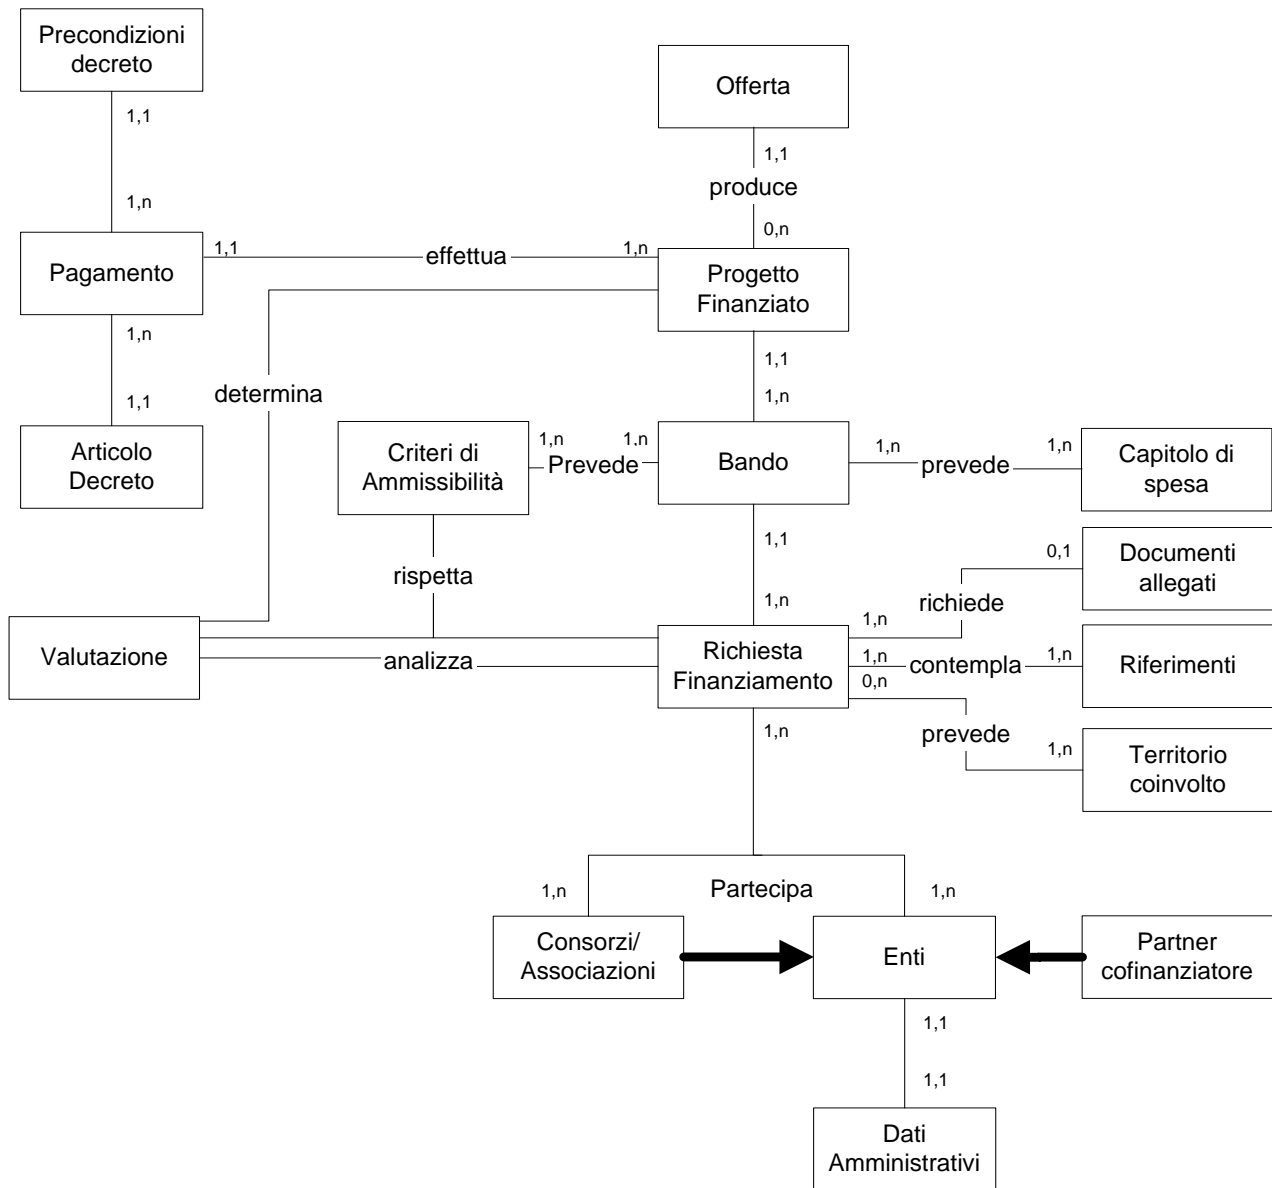 Precondizioni
decreto
Offerta
1,1
1,1
produce
1,n
0,n
Pagamento
1,1
effettua
1,n
Progetto
Finanziato
1,n
1,1
determina
1,1
1,n
Articolo
Decreto
Criteri di
Ammissibilità
1,n
1,n
Prevede
Bando
1,n
1,n
prevede
Capitolo di
spesa
1,1
0,1
Documenti
allegati
rispetta
richiede
1,n
1,n
Valutazione
analizza
Richiesta
Finanziamento
1,n
1,n
contempla
Riferimenti
0,n
1,n
prevede
1,n
Territorio
coinvolto
Partecipa
1,n
1,n
Consorzi/
Associazioni
Enti
Partner
cofinanziatore
1,1
1,1
Dati
Amministrativi